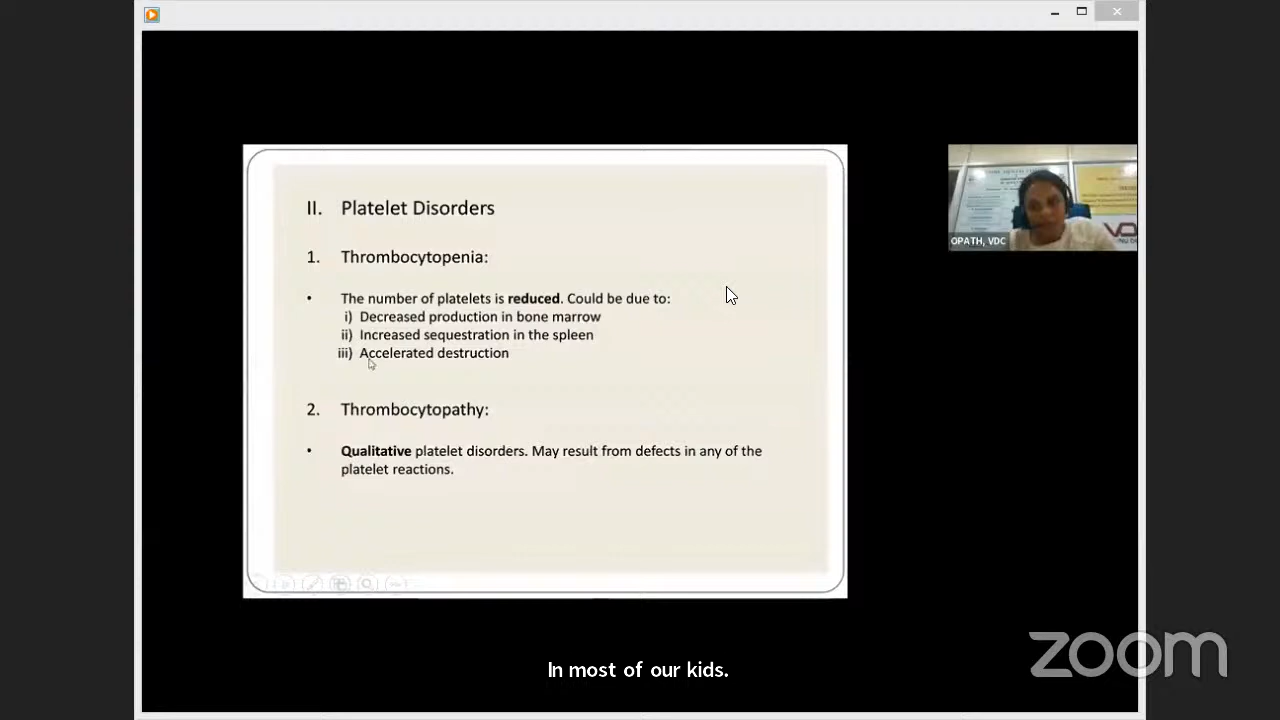 II. Platelet Disorders
1. Thrombocytopenia:
• The number of platelets is reduced. Could be due to:
i) Decreased production in bone marrow
ii) Increased sequestration in the spleen
iii) Accelerated destruction
2. Thrombocytopathy:
• Qualitative platelet disorders. May result from defects in any of the
platelet reactions.
OPATH, VDC
In most of our kids.
zoom